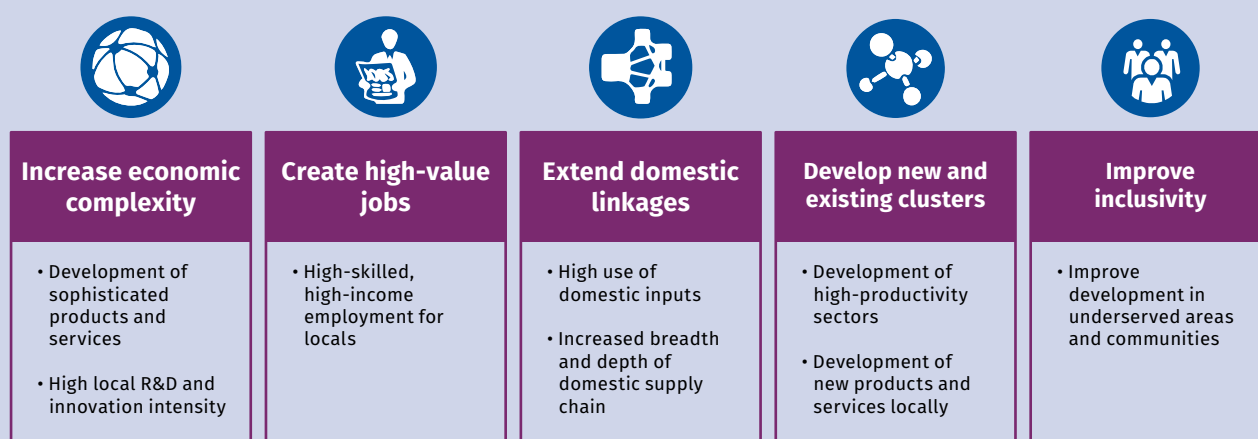 Increase economic
complexity
• Development of
sophisticated
products and
services
• High local R&D and
innovation intensity
JOBS
Create high-value
jobs
• High-skilled,
high-income
employment for
locals
Extend domestic
linkages
• High use of
domestic inputs
• Increased breadth
and depth of
domestic supply
chain
Develop new and
existing clusters
• Development of
high-productivity
sectors
• Development of
new products and
services locally
Improve
inclusivity
• Improve
development in
underserved areas
and communities